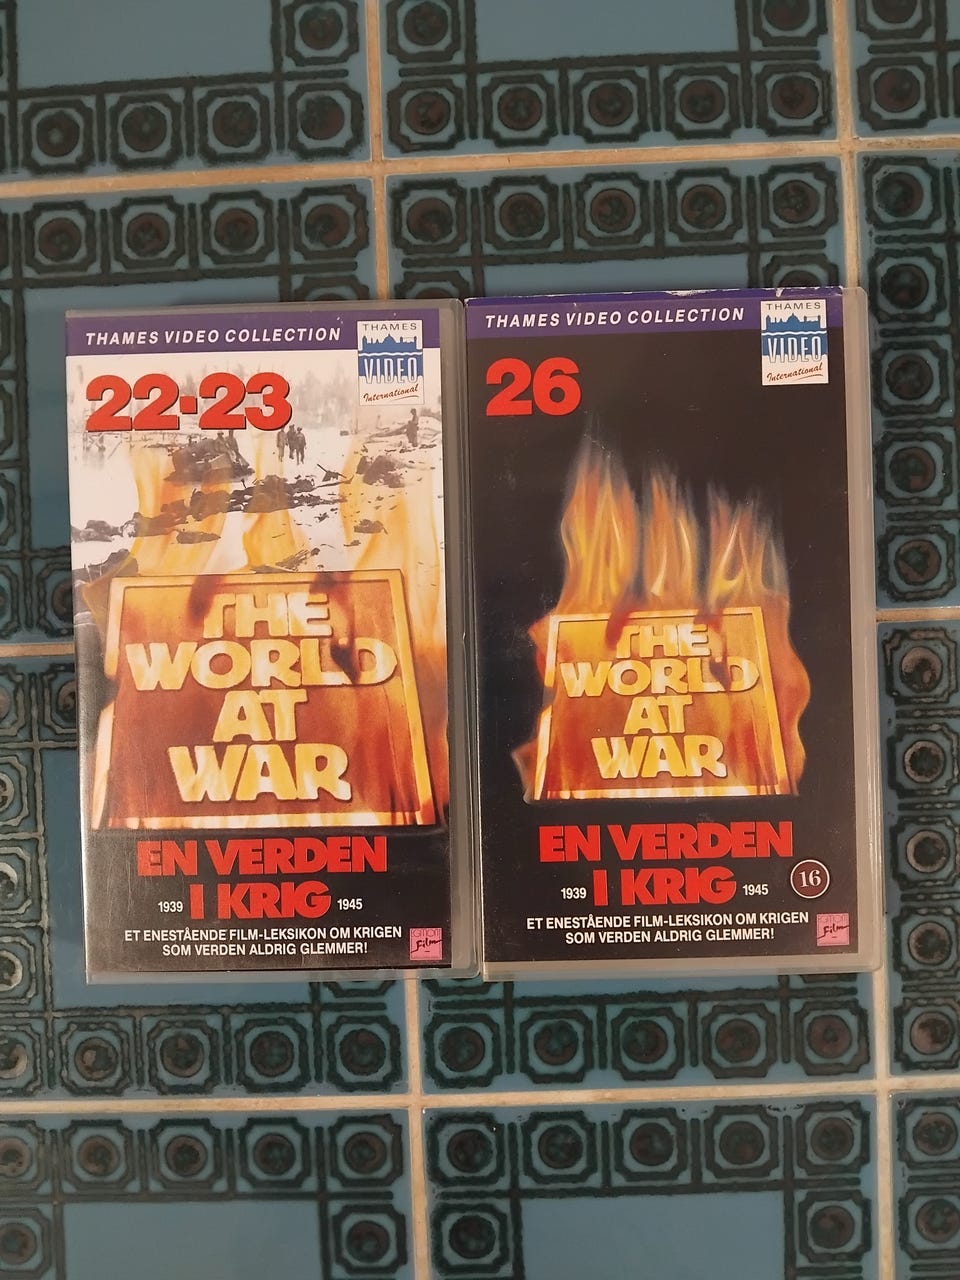 THAMES VIDEO COLLECTION
THAMES
VIDEO
International
22·23
THE
WORLD
AT
WAR
EN VERDEN
1939 I KRIG 1945
ET ENESTÅENDE FILM-LEKSIKON OM KRIGEN
SOM VERDEN ALDRIG GLEMMER!
film
THAMES VIDEO COLLECTION
THAMES
VIDEO
International
26
THE
WORLD
AT
WAR
EN VERDEN
1939 I KRIG 1945
16
ET ENESTÅENDE FILM-LEKSIKON OM KRIGEN
SOM VERDEN ALDRIG GLEMMER!
film